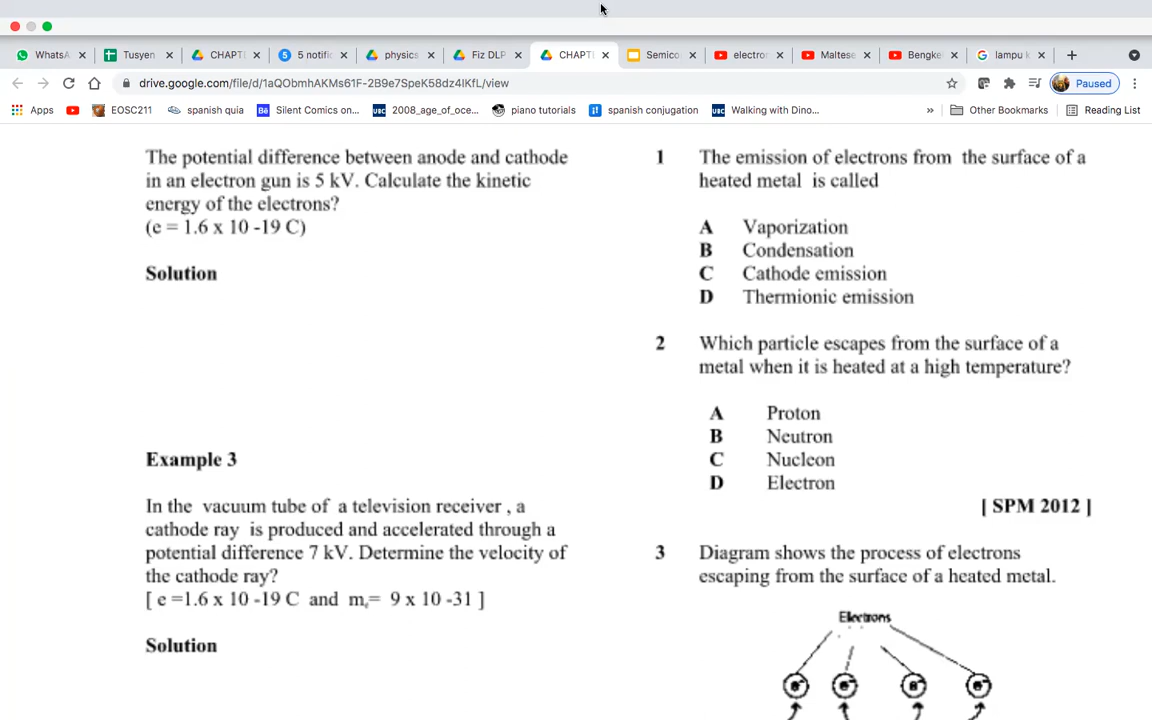 WhatsA
Tusyen
CHAPTE
5 notific
physics
Fiz DLP
CHAPTE
Semico
electro
Maltese
Bengke
lampu k
drive.google.com/file/d/1aQObmhAKMs61F-2B9e7SpeK58dz4IKfL/view
Paused
Apps
EOSC211
spanish quia
Silent Comics on...
2008_age_of_oce...
piano tutorials
spanish conjugation
Walking with Dino...
»
Other Bookmarks
Reading List
The potential difference between anode and cathode
in an electron gun is 5 kV. Calculate the kinetic
energy of the electrons?
(e = 1.6 x 10 -19 C)
Solution
Example 3
In the vacuum tube of a television receiver , a
cathode ray is produced and accelerated through a
potential difference 7 kV. Determine the velocity of
the cathode ray?
[ e =1.6 x 10 -19 C and mₑ= 9 x 10 -31 ]
Solution
1 The emission of electrons from the surface of a
heated metal is called
A Vaporization
B Condensation
C Cathode emission
D Thermionic emission
2 Which particle escapes from the surface of a
metal when it is heated at a high temperature?
A Proton
B Neutron
C Nucleon
D Electron
[ SPM 2012 ]
3 Diagram shows the process of electrons
escaping from the surface of a heated metal.
Electrons